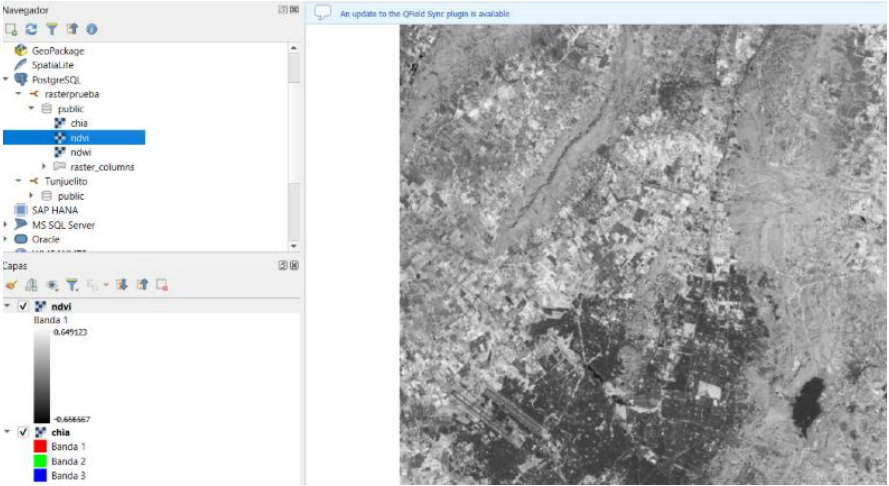 Navegador
An update to the QField Sync plugin is available
GeoPackage
SpatiaLite
PostgreSQL
rasterprueba
public
chia
ndvi
ndwi
raster_columns
Tunjuelito
public
SAP HANA
MS SQL Server
Oracle
Capas
ndvi
Banda 1
0,649123
-0,666667
chia
Banda 1
Banda 2
Banda 3